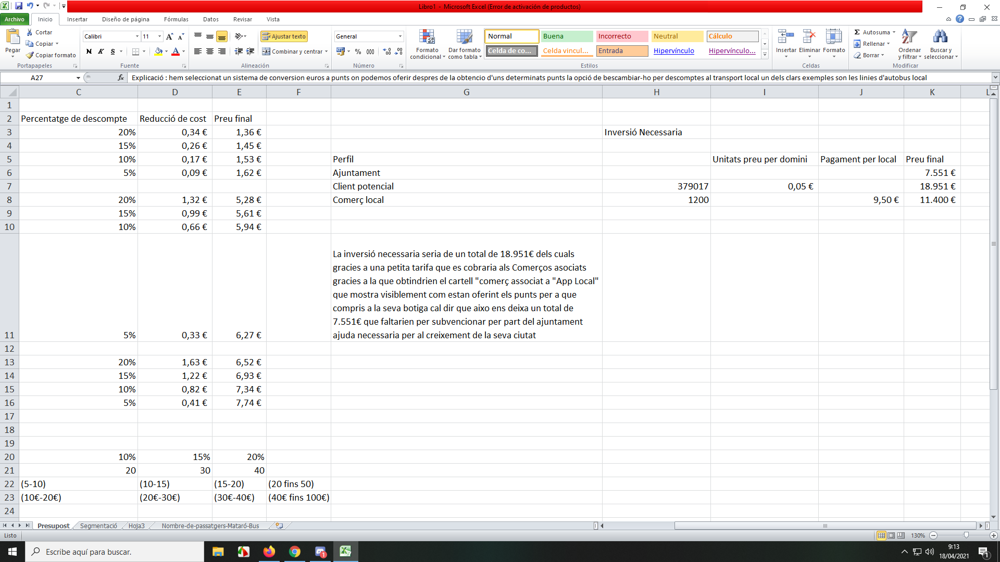 Libro1 - Microsoft Excel (Error de activación de productos)
Archivo Inicio Insertar Diseño de página Fórmulas Datos Revisar Vista
Pegar
Cortar
Copiar
Copiar formato
Portapapeles
Calibri 11
N K S
Fuente
Ajustar texto
Combinar y centrar
Alineación
General
% 000
Número
Formato condicional
Dar formato como tabla
Normal Buena Incorrecto Neutral Cálculo
Celda de co... Celda vincul... Entrada Hipervínculo Hipervínculo...
Estilos
Insertar Eliminar Formato
Celdas
Σ Autosuma
Rellenar
Borrar
Ordenar y filtrar
Buscar y seleccionar
Modificar
A27 fx Explicació : hem seleccionat un sistema de conversion euros a punts on podemos oferir despres de la obtencio d'uns determinats punts la opció de bescambiar-ho per descomptes al transport local un dels clars exemples son les linies d'autobus local
C D E F G H I J K L
1
2 Percentatge de descompte Reducció de cost Preu final
3 20% 0,34 € 1,36 € Inversió Necessaria
4 15% 0,26 € 1,45 €
5 10% 0,17 € 1,53 € Perfil Unitats preu per domini Pagament per local Preu final
6 5% 0,09 € 1,62 € Ajuntament 7.551 €
7 Client potencial 379017 0,05 € 18.951 €
8 20% 1,32 € 5,28 € Comerç local 1200 9,50 € 11.400 €
9 15% 0,99 € 5,61 €
10 10% 0,66 € 5,94 €
La inversió necessaria seria de un total de 18.951€ dels cuals
gracies a una petita tarifa que es cobraria als Comerços asociats
gracies a la que obtindrien el cartell "comerç associat a "App Local"
que mostra visiblement com estan oferint els punts per a que
compris a la seva botiga cal dir que aixo ens deixa un total de
7.551€ que faltarien per subvencionar per part del ajuntament
11 5% 0,33 € 6,27 € ajuda necessaria per al creixement de la seva ciutat
12
13 20% 1,63 € 6,52 €
14 15% 1,22 € 6,93 €
15 10% 0,82 € 7,34 €
16 5% 0,41 € 7,74 €
17
18
19
20 10% 15% 20%
21 20 30 40
22 (5-10) (10-15) (15-20) (20 fins 50)
23 (10€-20€) (20€-30€) (30€-40€) (40€ fins 100€)
24
Presupost Segmentació Hoja3 Nombre-de-passatgers-Mataró-Bus
Listo 130%
Escribe aquí para buscar.
1
9:13
18/04/2021
1